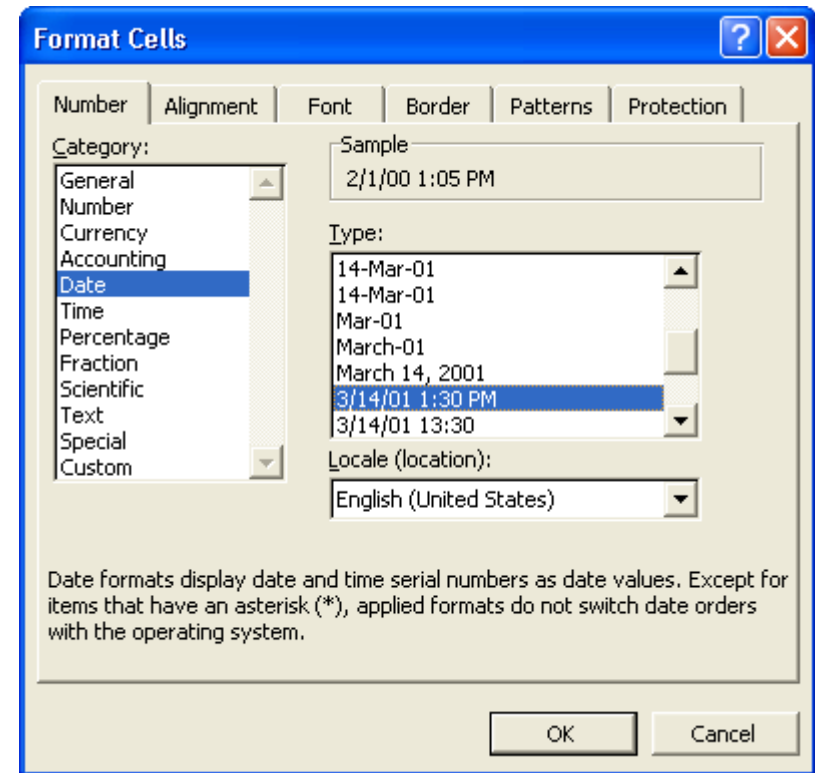 Format Cells
Number Alignment Font Border Patterns Protection
Category:
General
Number
Currency
Accounting
Date
Time
Percentage
Fraction
Scientific
Text
Special
Custom
Sample
2/1/00 1:05 PM
Type:
14-Mar-01
14-Mar-01
Mar-01
March-01
March 14, 2001
3/14/01 1:30 PM
3/14/01 13:30
Locale (location):
English (United States)
Date formats display date and time serial numbers as date values. Except for
items that have an asterisk (*), applied formats do not switch date orders
with the operating system.
OK Cancel